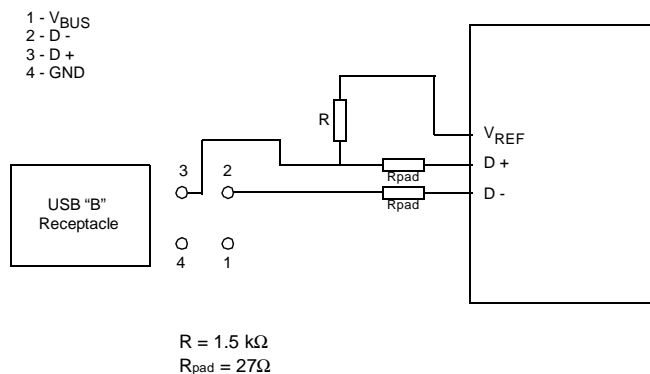 1 - VBUS
2 - D -
3 - D +
4 - GND
R
VREF
D +
Rpad
D -
Rpad
3
2
USB “B”
Receptacle
4
1
R = 1.5 kΩ
Rpad = 27Ω